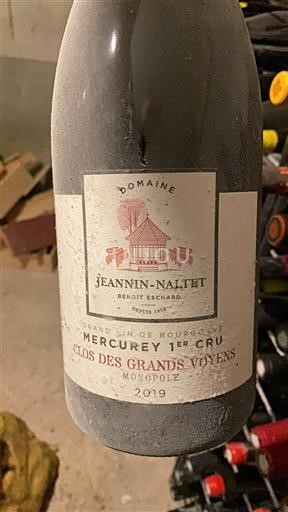 DOMAINE
JEANNIN-NALTET
BENOÎT ESCHARD
DEPUIS 1858
GRAND VIN DE BOURGOGNE
MERCUREY 1ER CRU
CLOS DES GRANDS VOYENS
MONOPOLE
2019